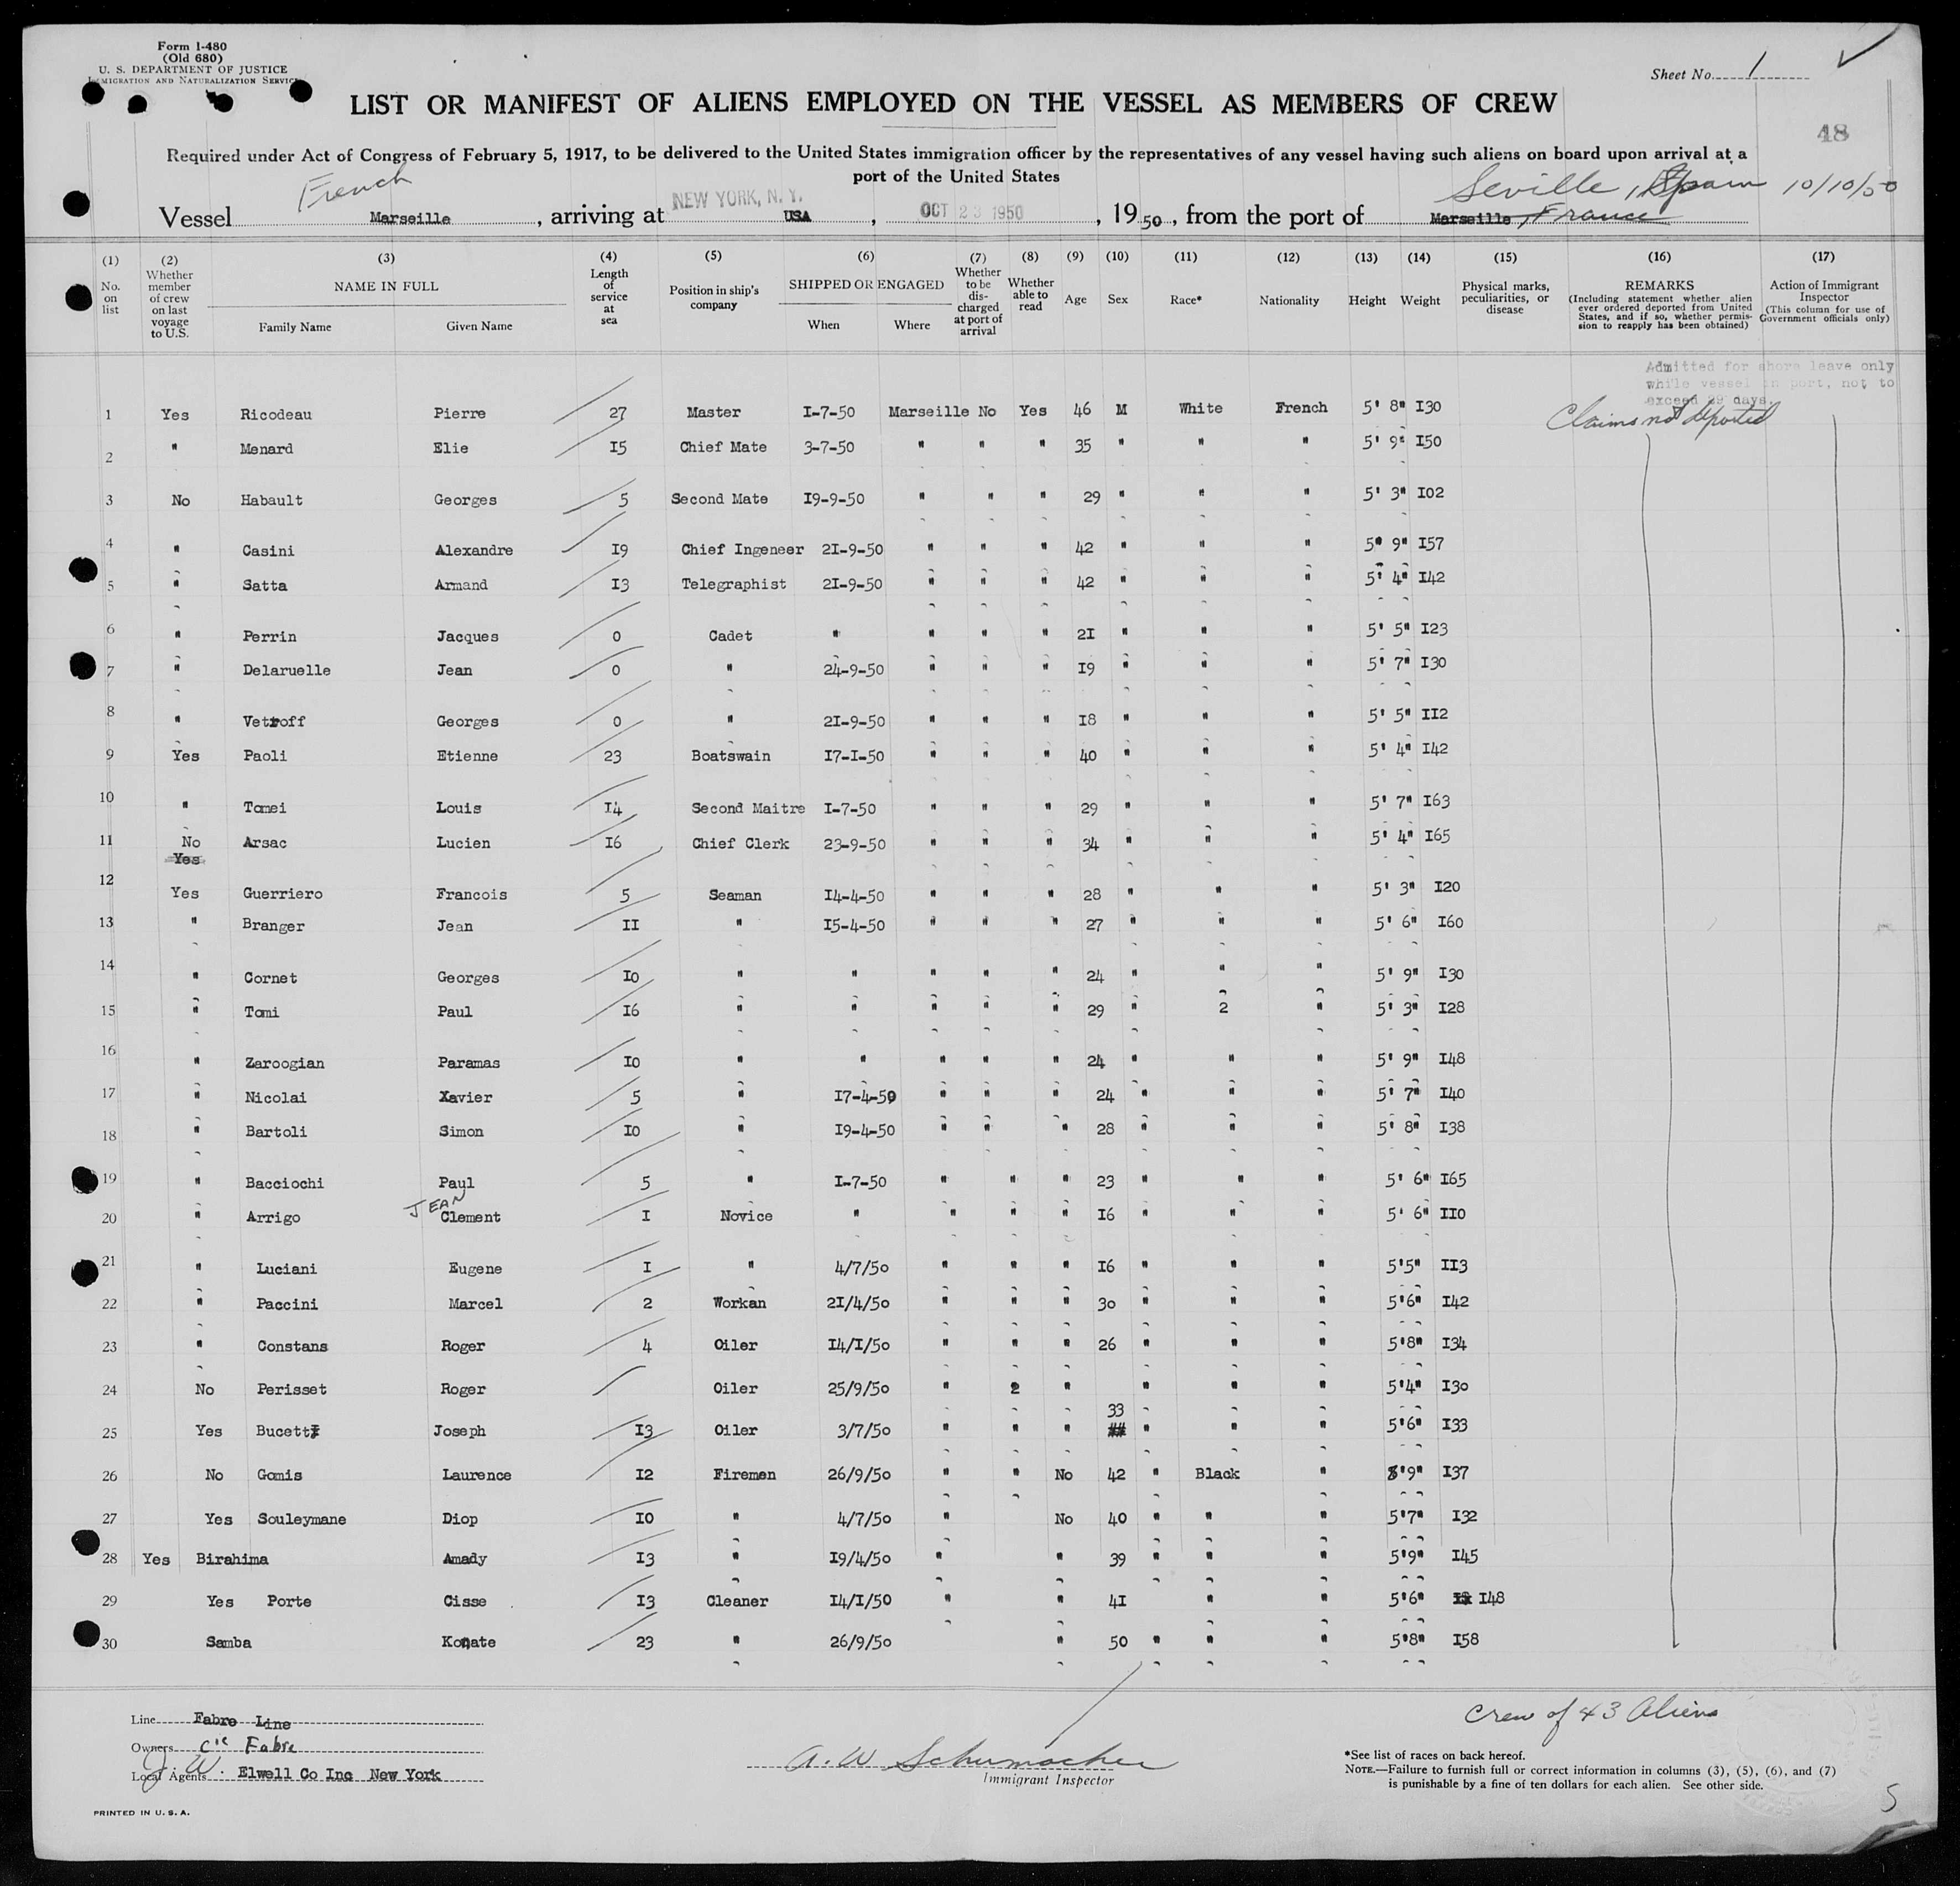 Form I-480
(Old 680)
U. S. DEPARTMENT OF JUSTICE
IMMIGRATION AND NATURALIZATION SERVICE
Sheet No. 1
LIST OR MANIFEST OF ALIENS EMPLOYED ON THE VESSEL AS MEMBERS OF CREW
48
Required under Act of Congress of February 5, 1917, to be delivered to the United States immigration officer by the representatives of any vessel having such aliens on board upon arrival at a
port of the United States
French Seville, Spain 10/10/50
Vessel Marseille, arriving at NEW YORK, N. Y. USA, OCT 23 1950, 1950, from the port of Marseille, France
(1) (2) (3) (4) (5) (6) (7) (8) (9) (10) (11) (12) (13) (14) (15) (16) (17)
No. on list
Whether member of crew on last voyage to U.S.
NAME IN FULL
Family Name Given Name
Length of service at sea
Position in ship's company
SHIPPED OR ENGAGED
When Where
Whether to be discharged at port of arrival
Whether able to read
Age Sex Race* Nationality Height Weight
Physical marks, peculiarities, or disease
REMARKS
(Including statement whether alien ever ordered deported from United States, and if so, whether permission to reapply has been obtained)
Action of Immigrant Inspector
(This column for use of Government officials only)
Admitted for shore leave only
while vessel in port, not to
exceed 29 days.
Claims not deported
1 Yes Ricodeau Pierre 27 Master I-7-50 Marseille No Yes 46 M White French 5' 8" I30
2 " Menard Elie I5 Chief Mate 3-7-50 " " " 35 " " " 5' 9" I50
3 No Habault Georges 5 Second Mate I9-9-50 " " " 29 " " " 5' 3" I02
4 " Casini Alexandre I9 Chief Ingeneer 2I-9-50 " " " 42 " " " 5" 9" I57
5 " Satta Armand I3 Telegraphist 2I-9-50 " " " 42 " " " 5' 4" I42
6 " Perrin Jacques 0 Cadet " " " " 2I " " " 5' 5" I23
7 " Delaruelle Jean 0 " 24-9-50 " " " I9 " " " 5' 7" I30
8 " Vetroff Georges 0 " 2I-9-50 " " " I8 " " " 5' 5" II2
9 Yes Paoli Etienne 23 Boatswain I7-I-50 " " " 40 " " " 5' 4" I42
10 " Tomei Louis I4 Second Maitre I-7-50 " " " 29 " " " 5' 7" I63
11 No Arsac Lucien I6 Chief Clerk 23-9-50 " " " 34 " " " 5' 4" I65
Yes
12 Yes Guerriero Francois 5 Seaman I4-4-50 " " " 28 " " " 5' 3" I20
13 " Branger Jean II " I5-4-50 " " " 27 " " " 5' 6" I60
14 " Cornet Georges I0 " " " " " 24 " " " 5' 9" I30
15 " Tomi Paul I6 " " " " " 29 " 2 " 5' 3" I28
16 " Zaroogian Paramas I0 " " " " " 24 " " " 5' 9" I48
17 " Nicolai Xavier 5 " I7-4-50 " " " 24 " " " 5' 7" I40
18 " Bartoli Simon I0 " I9-4-50 " " " 28 " " " 5' 8" I38
19 " Bacciochi Paul 5 " I-7-50 " " " 23 " " " 5' 6" I65
JEAN
20 " Arrigo Clement I Novice " " " " I6 " " " 5' 6" II0
21 " Luciani Eugene I " 4/7/50 " " " I6 " " " 5'5" II3
22 " Paccini Marcel 2 Workan 2I/4/50 " " " 30 " " " 5'6" I42
23 " Constans Roger 4 Oiler I4/I/50 " " " 26 " " " 5'8" I34
24 No Perisset Roger Oiler 25/9/50 " 2 " " " " 5'4" I30
25 Yes Bucetti Joseph I3 Oiler 3/7/50 " " " 33 " " " 5'6" I33
26 No Gomis Laurence I2 Firemen 26/9/50 " " No 42 " Black " 5'9" I37
27 Yes Souleymane Diop I0 " 4/7/50 " No 40 " " " 5'7" I32
28 Yes Birahima Amady I3 " I9/4/50 " " 39 " " " 5'9" I45
29 Yes Porte Cisse I3 Cleaner I4/I/50 " " 4I " " 5'6" I48
30 Samba Konate 23 " 26/9/50 " 50 " " " 5'8" I58
Line Fabre Line
Owners Cie Fabre
Local Agents J. W. Elwell Co Inc New York
PRINTED IN U. S. A.
A. W Schumacher
Immigrant Inspector
Crew of 43 Aliens
*See list of races on back hereof.
NOTE.—Failure to furnish full or correct information in columns (3), (5), (6), and (7)
is punishable by a fine of ten dollars for each alien. See other side.
5